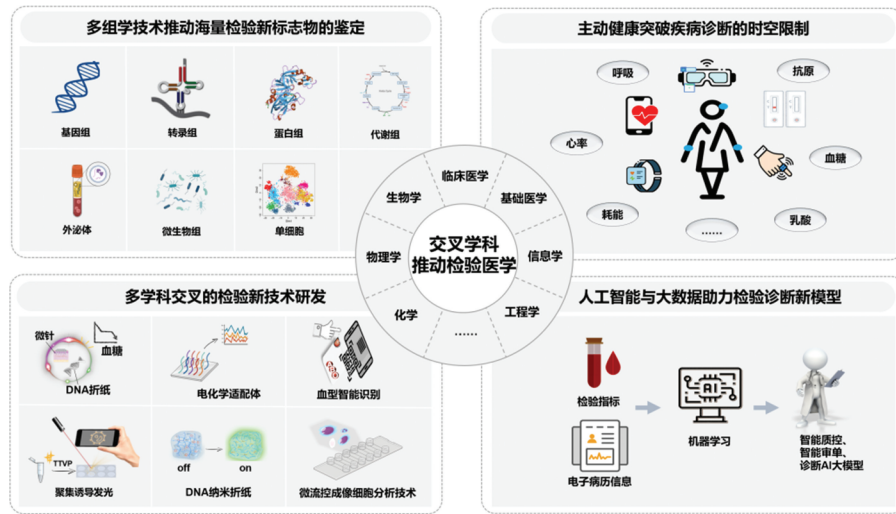 多组学技术推动海量检验新标志物的鉴定
基因组
转录组
蛋白组
代谢组
外泌体
微生物组
单细胞
主动健康突破疾病诊断的时空限制
呼吸
抗原
心率
血糖
耗能
乳酸
……
临床医学
基础医学
信息学
工程学
……
化学
物理学
生物学
交叉学科
推动检验医学
多学科交叉的检验新技术研发
微针
血糖
DNA折纸
电化学适配体
血型智能识别
TTVP
聚集诱导发光
off
on
DNA纳米折纸
微流控成像细胞分析技术
人工智能与大数据助力检验诊断新模型
检验指标
电子病历信息
AI
机器学习
智能质控、
智能审单、
诊断AI大模型